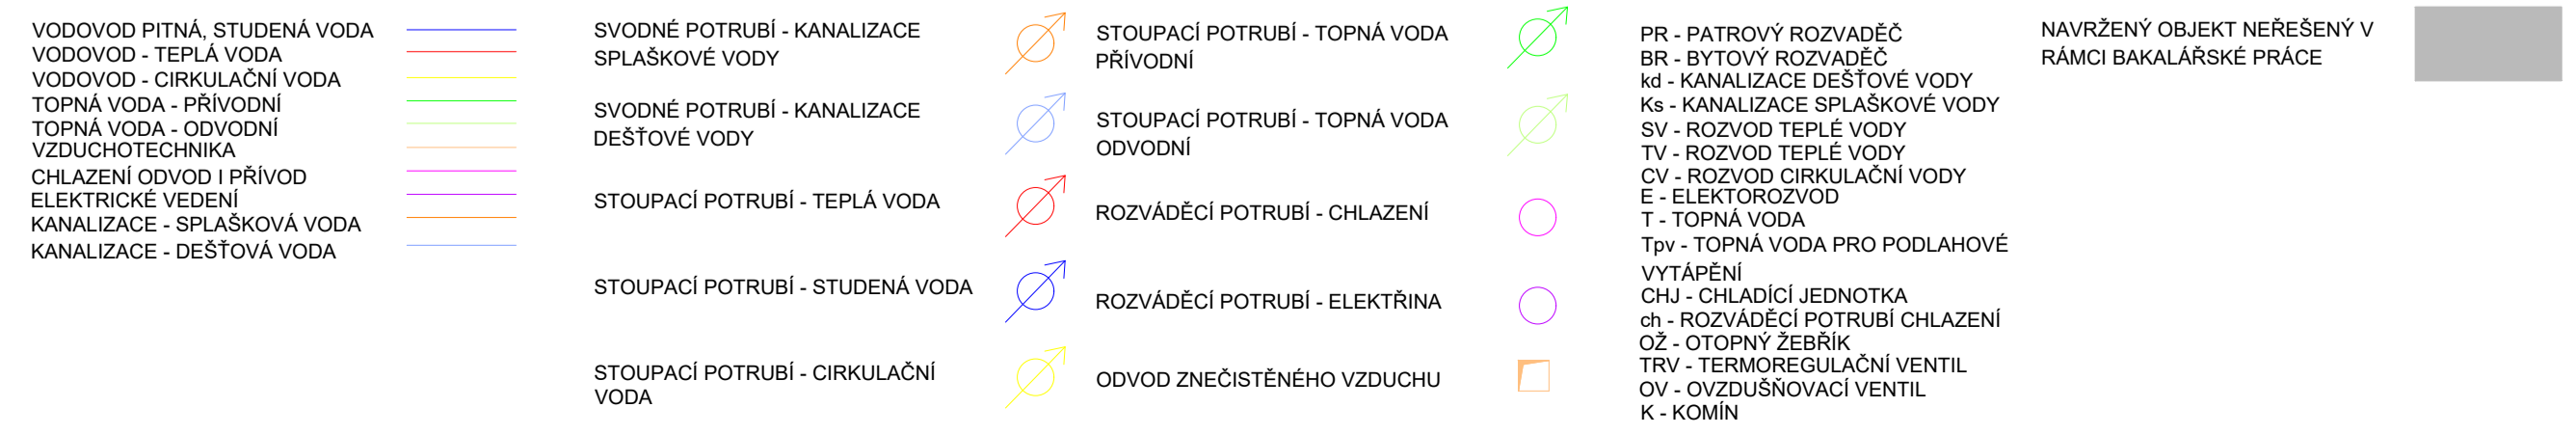 VODOVOD PITNÁ, STUDENÁ VODA
VODOVOD - TEPLÁ VODA
VODOVOD - CIRKULAČNÍ VODA
TOPNÁ VODA - PŘÍVODNÍ
TOPNÁ VODA - ODVODNÍ
VZDUCHOTECHNIKA
CHLAZENÍ ODVOD I PŘÍVOD
ELEKTRICKÉ VEDENÍ
KANALIZACE - SPLAŠKOVÁ VODA
KANALIZACE - DEŠŤOVÁ VODA
SVODNÉ POTRUBÍ - KANALIZACE
SPLAŠKOVÉ VODY
SVODNÉ POTRUBÍ - KANALIZACE
DEŠŤOVÉ VODY
STOUPACÍ POTRUBÍ - TEPLÁ VODA
STOUPACÍ POTRUBÍ - STUDENÁ VODA
STOUPACÍ POTRUBÍ - CIRKULAČNÍ
VODA
STOUPACÍ POTRUBÍ - TOPNÁ VODA
PŘÍVODNÍ
STOUPACÍ POTRUBÍ - TOPNÁ VODA
ODVODNÍ
ROZVÁDĚCÍ POTRUBÍ - CHLAZENÍ
ROZVÁDĚCÍ POTRUBÍ - ELEKTŘINA
ODVOD ZNEČISTĚNÉHO VZDUCHU
PR - PATROVÝ ROZVADĚČ
BR - BYTOVÝ ROZVADĚČ
kd - KANALIZACE DEŠŤOVÉ VODY
Ks - KANALIZACE SPLAŠKOVÉ VODY
SV - ROZVOD TEPLÉ VODY
TV - ROZVOD TEPLÉ VODY
CV - ROZVOD CIRKULAČNÍ VODY
E - ELEKTOROZVOD
T - TOPNÁ VODA
Tpv - TOPNÁ VODA PRO PODLAHOVÉ
VYTÁPĚNÍ
CHJ - CHLADÍCÍ JEDNOTKA
ch - ROZVÁDĚCÍ POTRUBÍ CHLAZENÍ
OŽ - OTOPNÝ ŽEBŘÍK
TRV - TERMOREGULAČNÍ VENTIL
OV - OVZDUŠŇOVACÍ VENTIL
K - KOMÍN
NAVRŽENÝ OBJEKT NEŘEŠENÝ V
RÁMCI BAKALÁŘSKÉ PRÁCE